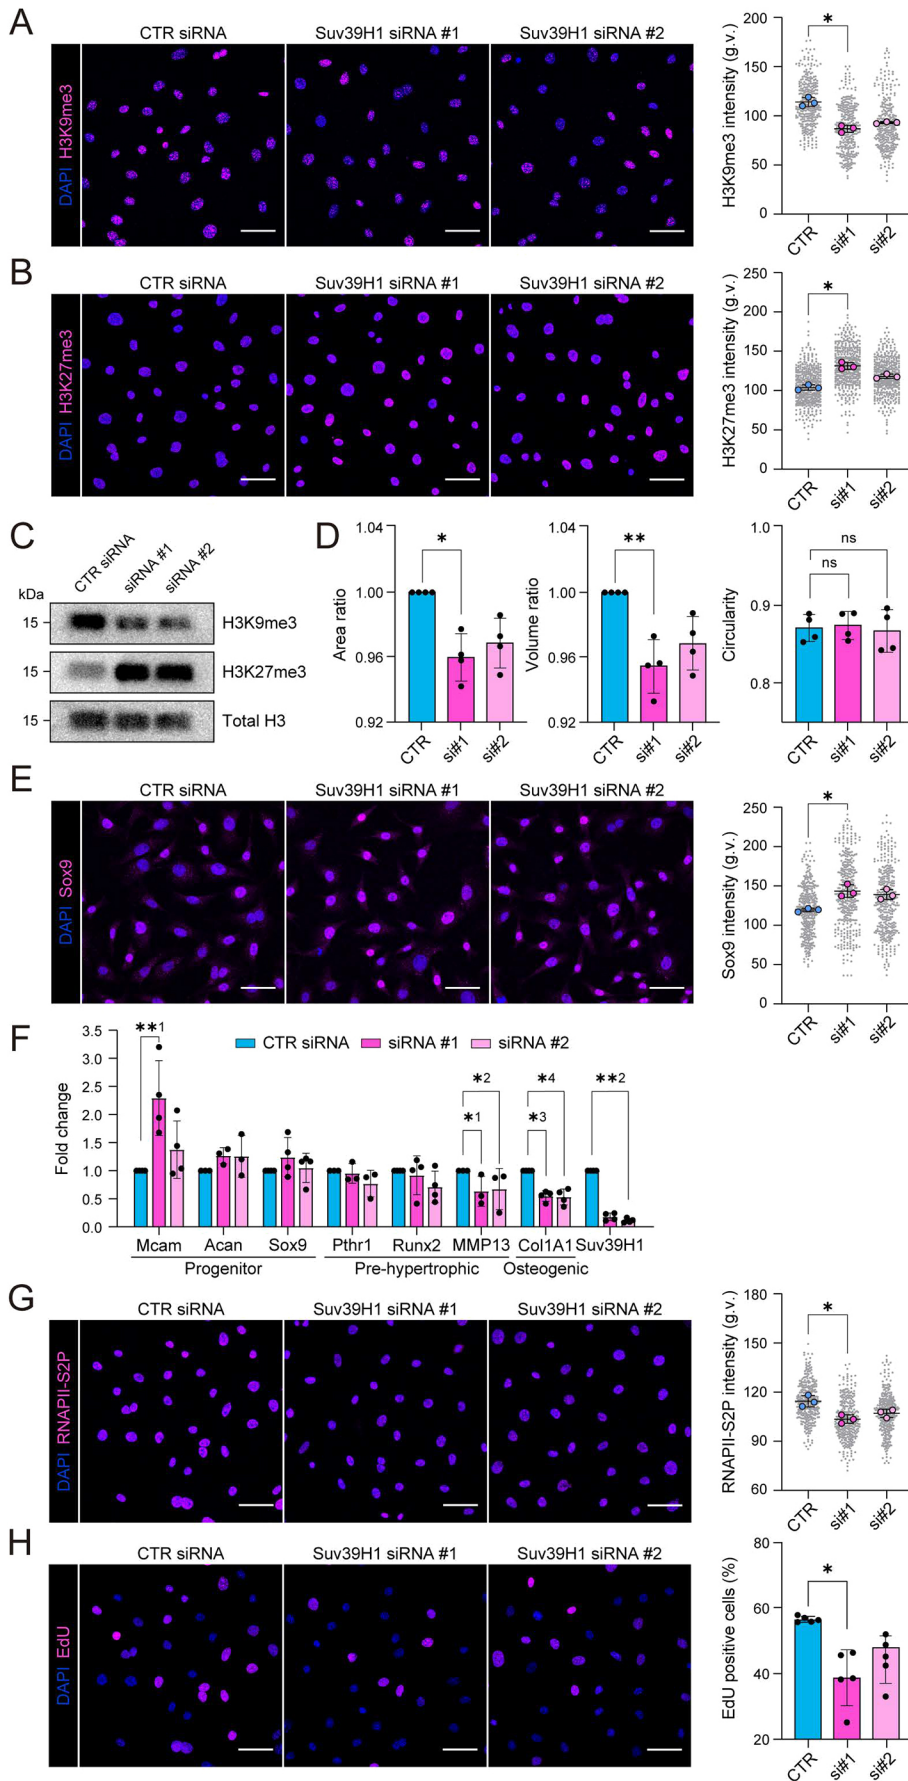 A
CTR siRNA
Suv39H1 siRNA #1
Suv39H1 siRNA #2
DAPI H3K9me3
H3K9me3 intensity (g.v.)
200
150
100
50
0
*
CTR
si#1
si#2
B
CTR siRNA
Suv39H1 siRNA #1
Suv39H1 siRNA #2
DAPI H3K27me3
H3K27me3 intensity (g.v.)
250
200
150
100
50
0
*
CTR
si#1
si#2
C
CTR siRNA
siRNA #1
siRNA #2
kDa
15
H3K9me3
15
H3K27me3
15
Total H3
D
Area ratio
1.04
1.00
0.96
0.92
*
CTR
si#1
si#2
Volume ratio
1.04
1.00
0.96
0.92
**
CTR
si#1
si#2
Circularity
1.0
0.9
0.8
ns
ns
CTR
si#1
si#2
E
CTR siRNA
Suv39H1 siRNA #1
Suv39H1 siRNA #2
DAPI Sox9
Sox9 intensity (g.v.)
250
200
150
100
50
0
*
CTR
si#1
si#2
F
CTR siRNA
siRNA #1
siRNA #2
Fold change
3.5
3.0
2.5
2.0
1.5
1.0
0.5
0.0
**1
*2
*1
*4
*3
**2
Mcam
Acan
Sox9
Pthr1
Runx2
MMP13
Col1A1
Suv39H1
Progenitor
Pre-hypertrophic
Osteogenic
G
CTR siRNA
Suv39H1 siRNA #1
Suv39H1 siRNA #2
DAPI RNAPII-S2P
RNAPII-S2P intensity (g.v.)
180
150
120
90
60
*
CTR
si#1
si#2
H
CTR siRNA
Suv39H1 siRNA #1
Suv39H1 siRNA #2
DAPI EdU
EdU positive cells (%)
80
60
40
20
*
CTR
si#1
si#2